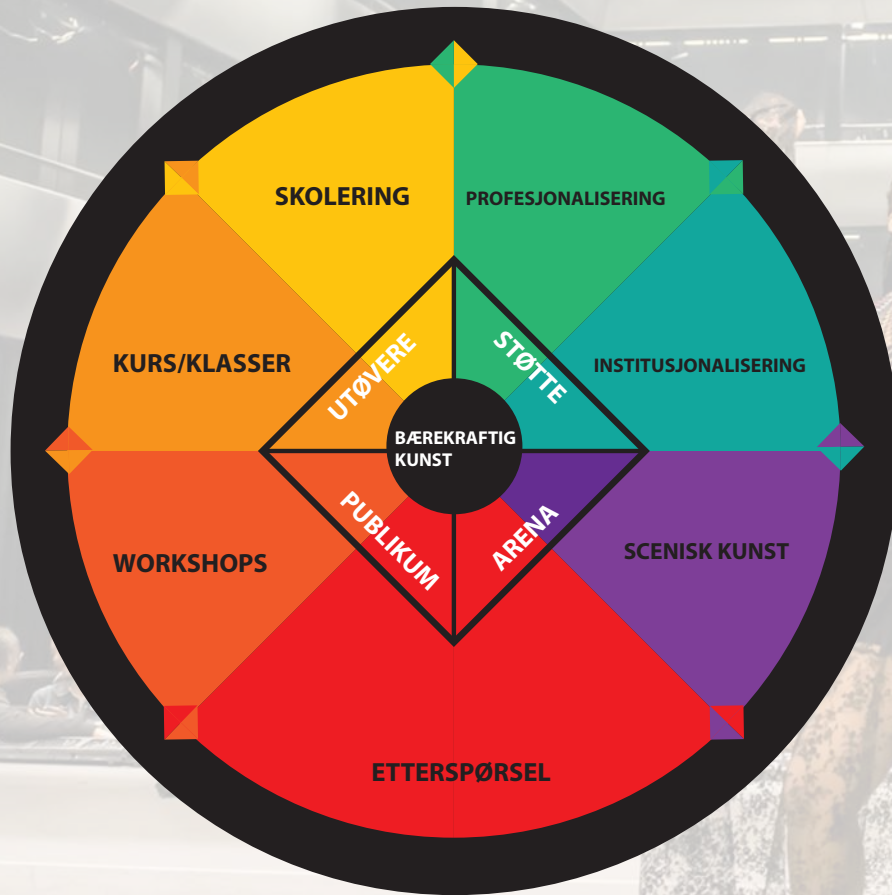 SKOLERING
PROFESJONALISERING
KURS/KLASSER
INSTITUSJONALISERING
UTØVERE
STØTTE
BÆREKRAFTIG
KUNST
PUBLIKUM
ARENA
WORKSHOPS
SCENISK KUNST
ETTERSPØRSEL